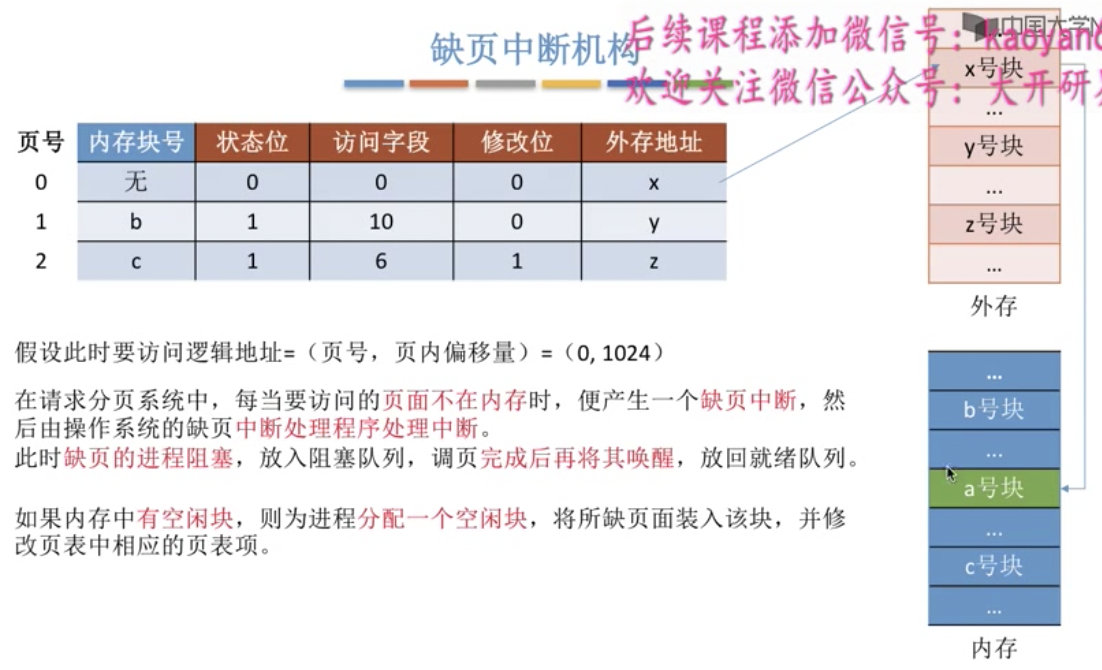 缺页中断机构
后续课程添加微信号：kaoyan
欢迎关注微信公众号：大开研
中国大学M
页号 内存块号 状态位 访问字段 修改位 外存地址
0 无 0 0 0 x
1 b 1 10 0 y
2 c 1 6 1 z
假设此时要访问逻辑地址=（页号，页内偏移量）=（0, 1024）
在请求分页系统中，每当要访问的页面不在内存时，便产生一个缺页中断，然
后由操作系统的缺页中断处理程序处理中断。
此时缺页的进程阻塞，放入阻塞队列，调页完成后再将其唤醒，放回就绪队列。
如果内存中有空闲块，则为进程分配一个空闲块，将所缺页面装入该块，并修
改页表中相应的页表项。
x号块
...
y号块
...
z号块
...
外存
...
b号块
...
a号块
...
c号块
...
内存